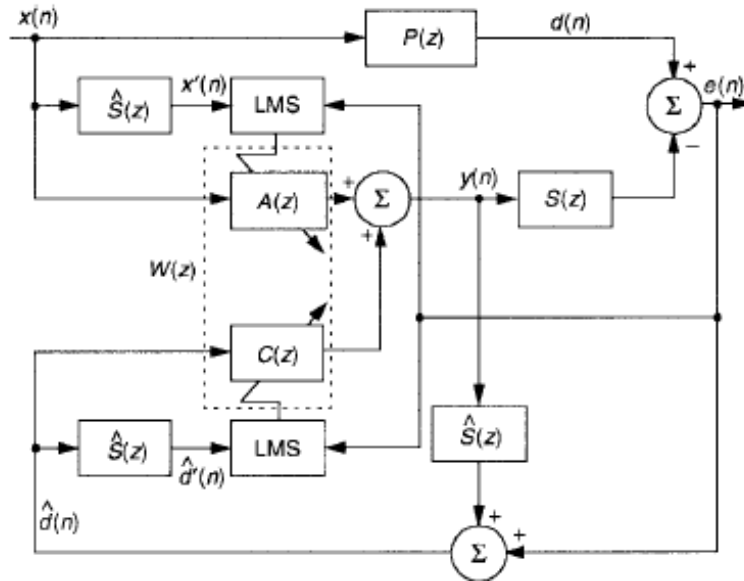 x(n)
P(z)
d(n)
+
e(n)
Σ
−
Ŝ(z)
x'(n)
LMS
A(z)
+
Σ
+
y(n)
S(z)
W(z)
C(z)
Ŝ(z)
d̂'(n)
LMS
Ŝ(z)
d̂(n)
+
Σ
+